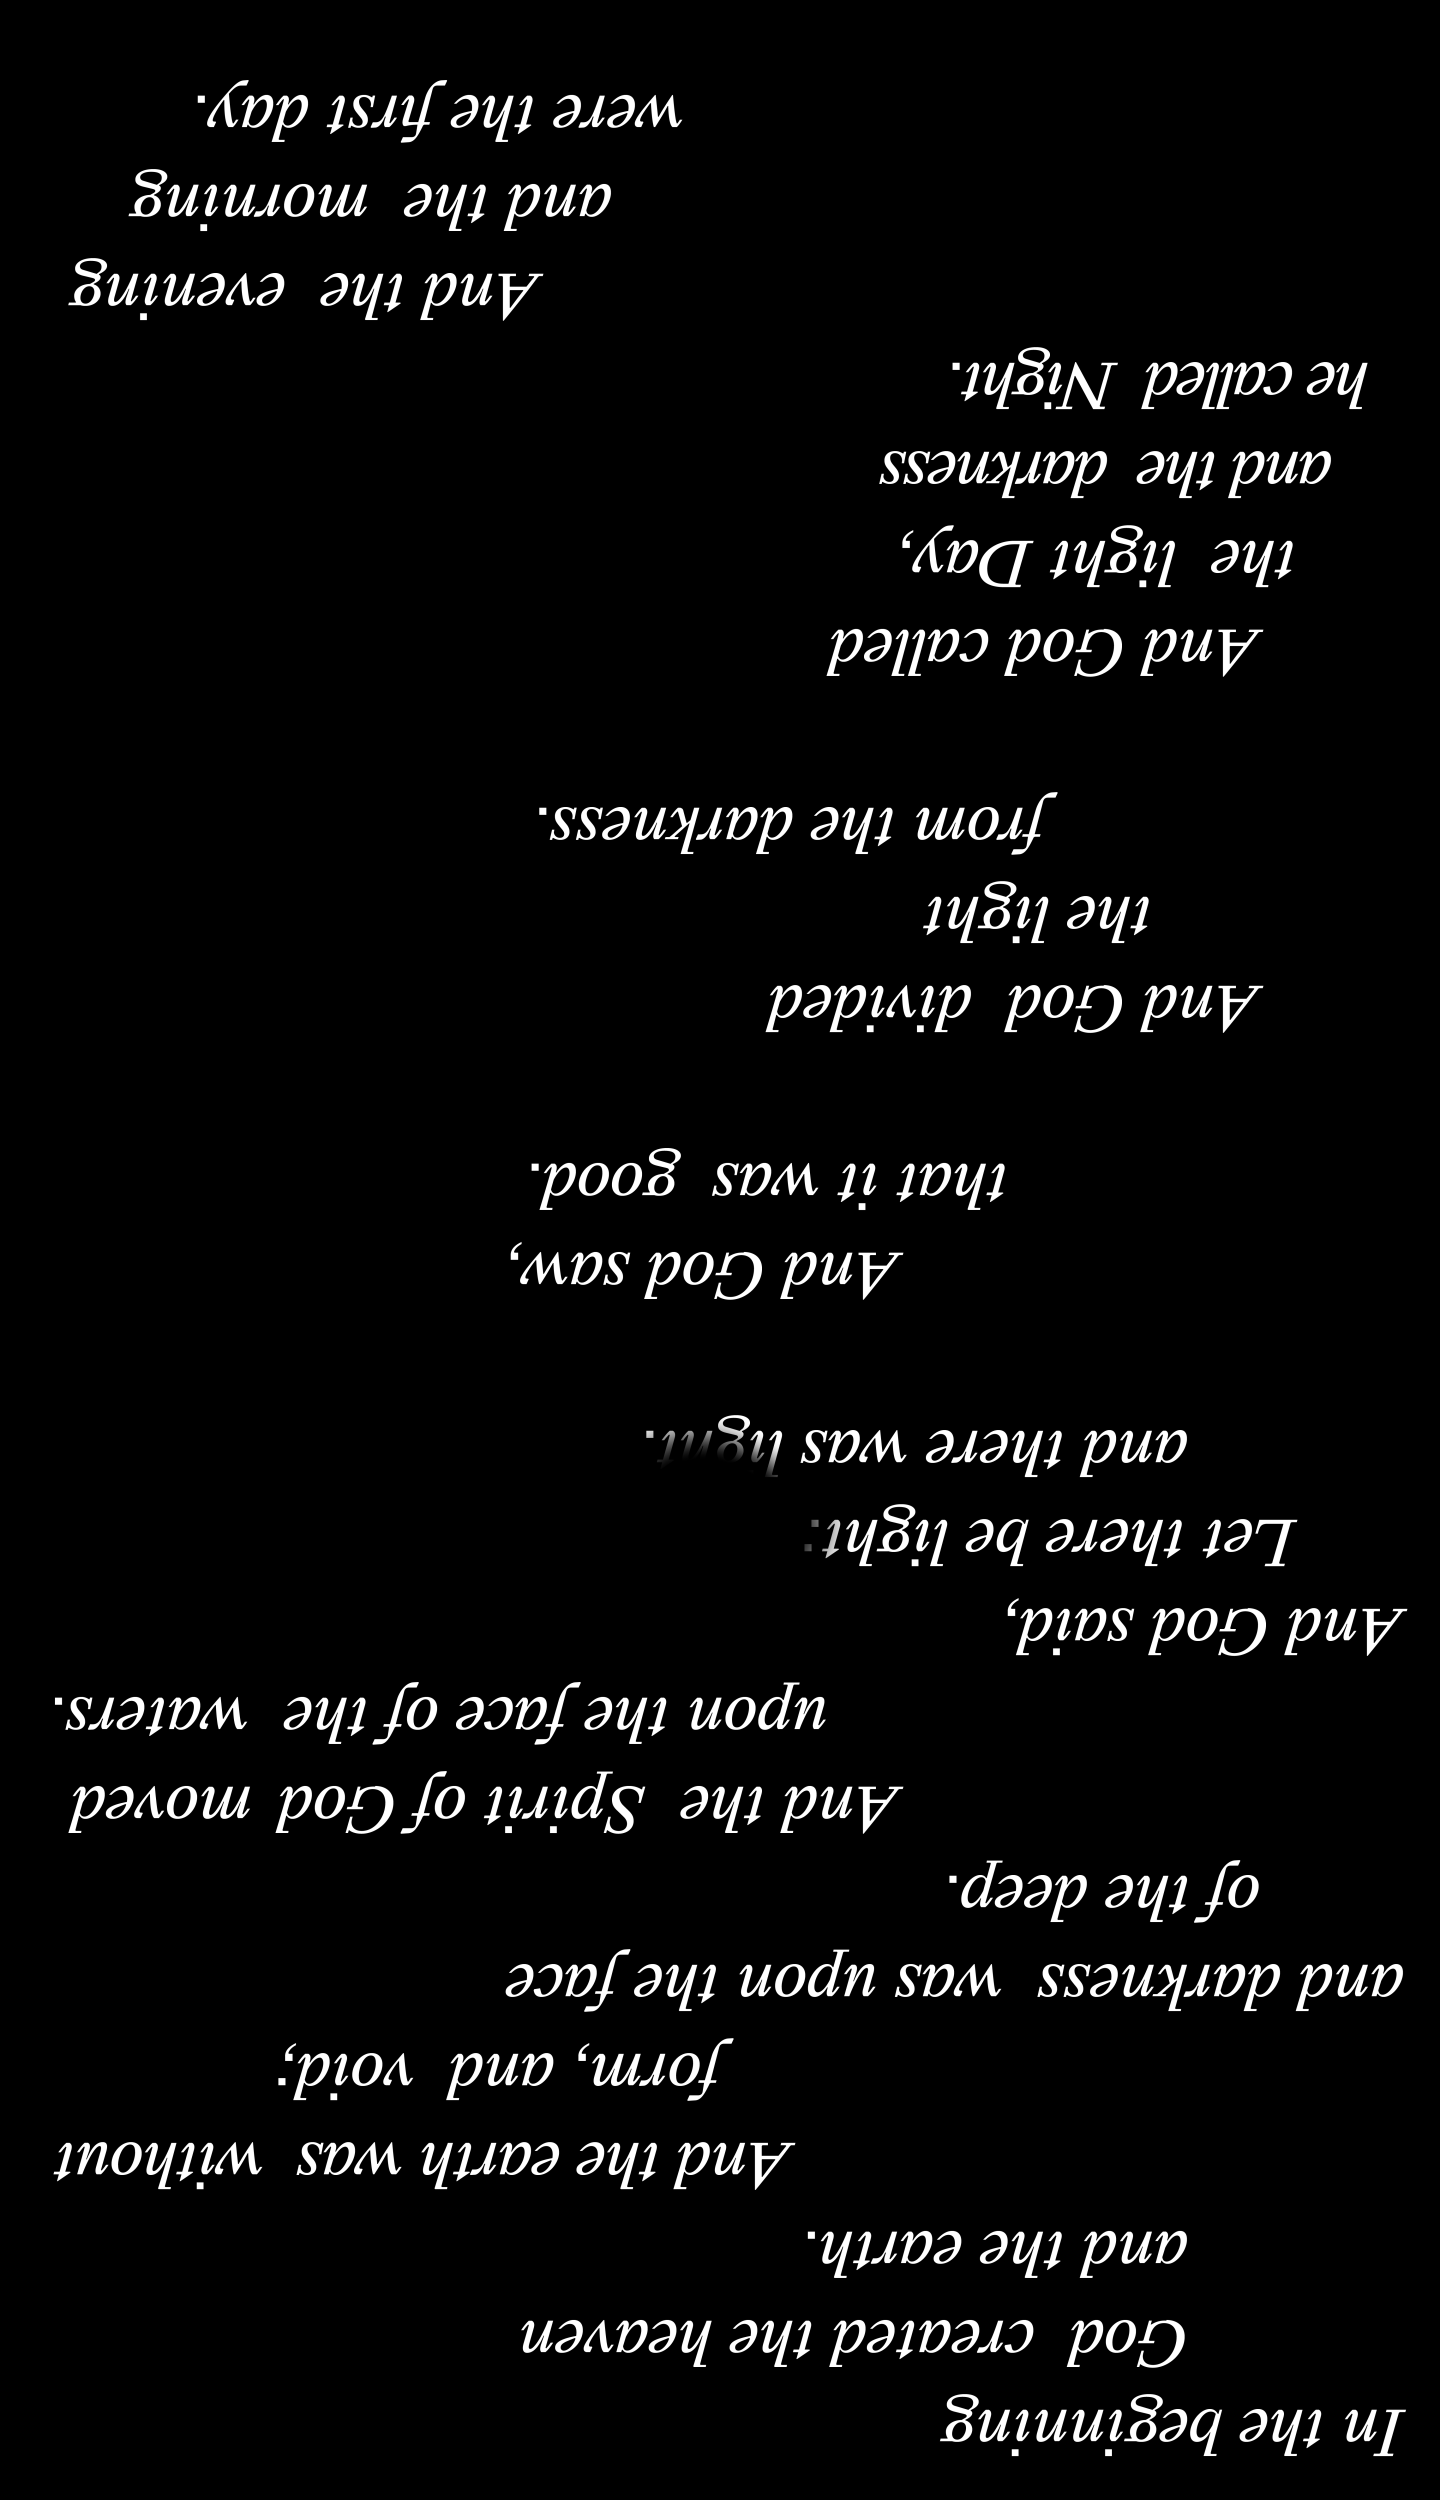 In the beginning
God created the heaven
and the earth.
And the earth was without
form, and void;
and darkness was upon the face
of the deep.
And the Spirit of God moved
upon the face of the waters.
And God said,
Let there be light:
and there was light.
And God saw,
that it was good.
And God divided
the light
from the darkness.
And God called
the light Day,
and the darkness
he called Night.
And the evening
and the morning
were the first day.